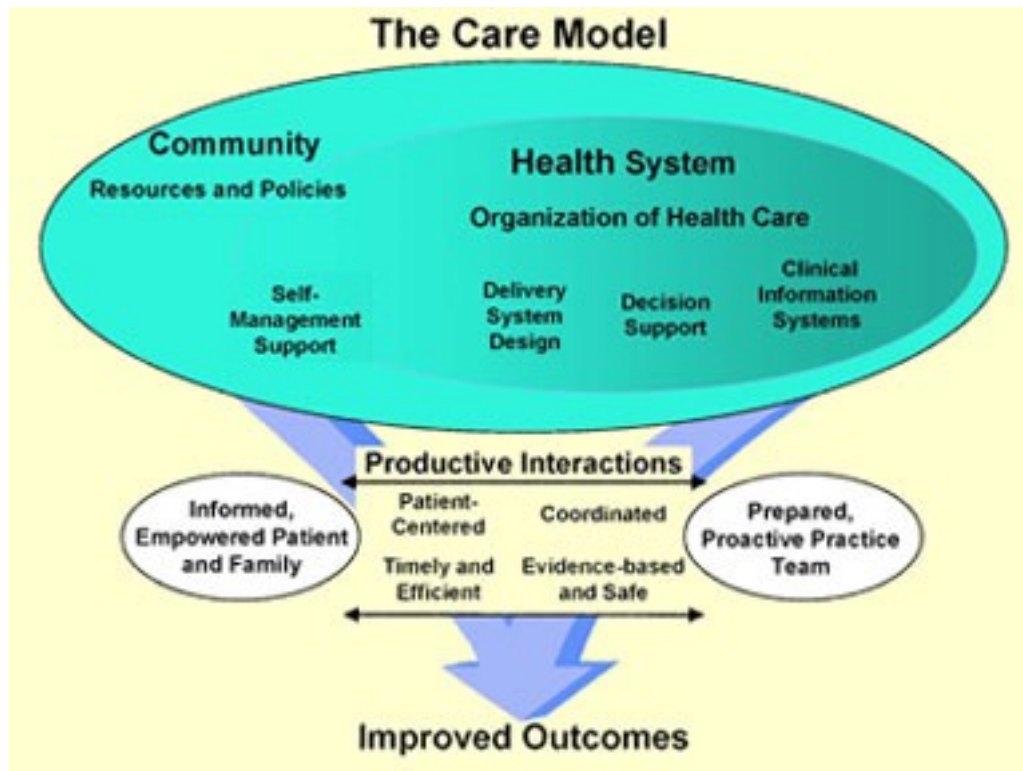 The Care Model
Community
Resources and Policies
Health System
Organization of Health Care
Self-
Management
Support
Delivery
System
Design
Decision
Support
Clinical
Information
Systems
Productive Interactions
Informed,
Empowered Patient
and Family
Patient-
Centered
Coordinated
Timely and
Efficient
Evidence-based
and Safe
Prepared,
Proactive Practice
Team
Improved Outcomes